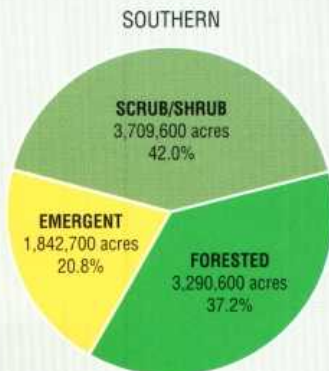 SOUTHERN
SCRUB/SHRUB
3,709,600 acres
42.0%
EMERGENT
1,842,700 acres
20.8%
FORESTED
3,290,600 acres
37.2%